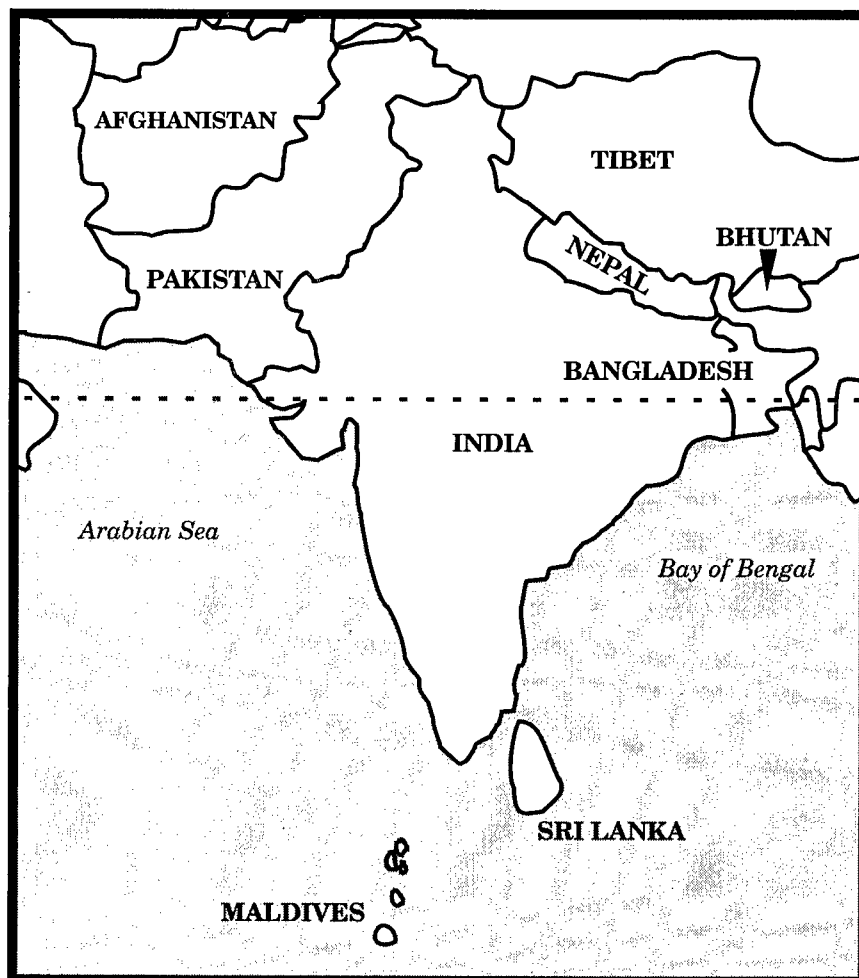 AFGHANISTAN
TIBET
BHUTAN
NEPAL
PAKISTAN
BANGLADESH
INDIA
Arabian Sea
Bay of Bengal
SRI LANKA
MALDIVES